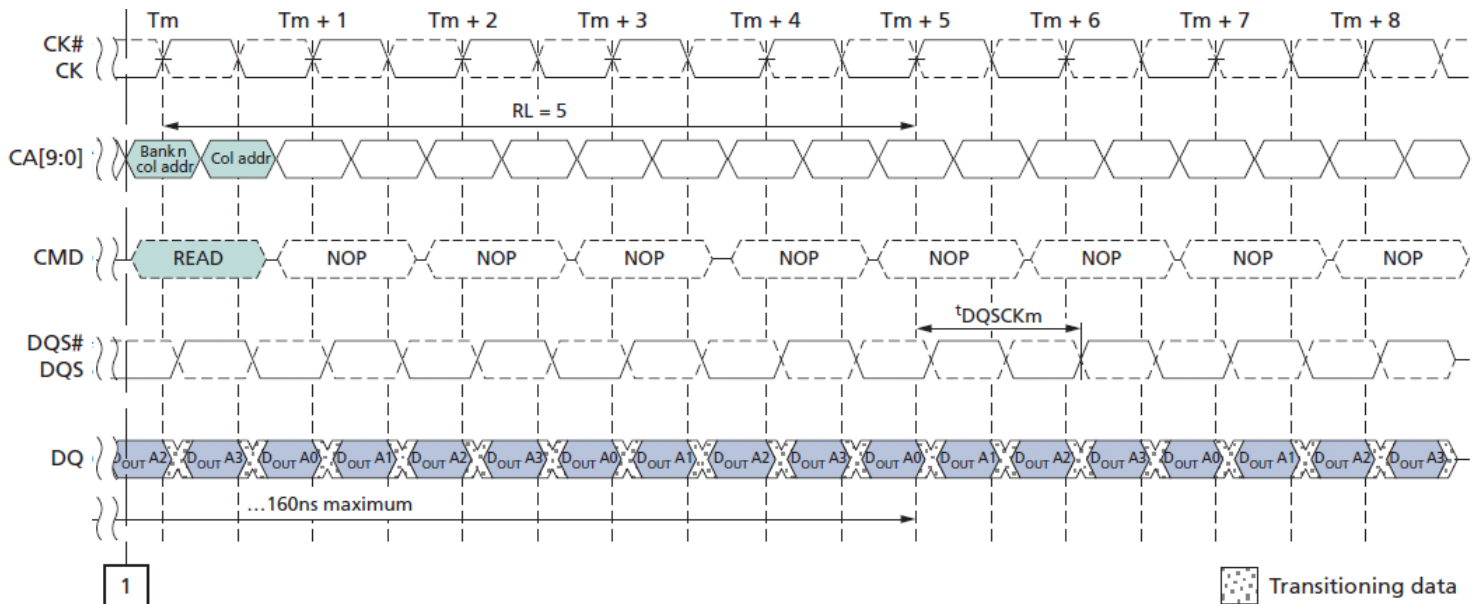 Tm Tm + 1 Tm + 2 Tm + 3 Tm + 4 Tm + 5 Tm + 6 Tm + 7 Tm + 8
CK#
CK
RL = 5
CA[9:0] Bank n col addr Col addr
CMD READ NOP NOP NOP NOP NOP NOP NOP NOP
tDQSCKm
DQS#
DQS
DQ DOUT A2 DOUT A3 DOUT A0 DOUT A1 DOUT A2 DOUT A3 DOUT A0 DOUT A1 DOUT A2 DOUT A3 DOUT A0 DOUT A1 DOUT A2 DOUT A3 DOUT A0 DOUT A1 DOUT A2 DOUT A3
...160ns maximum
1 Transitioning data